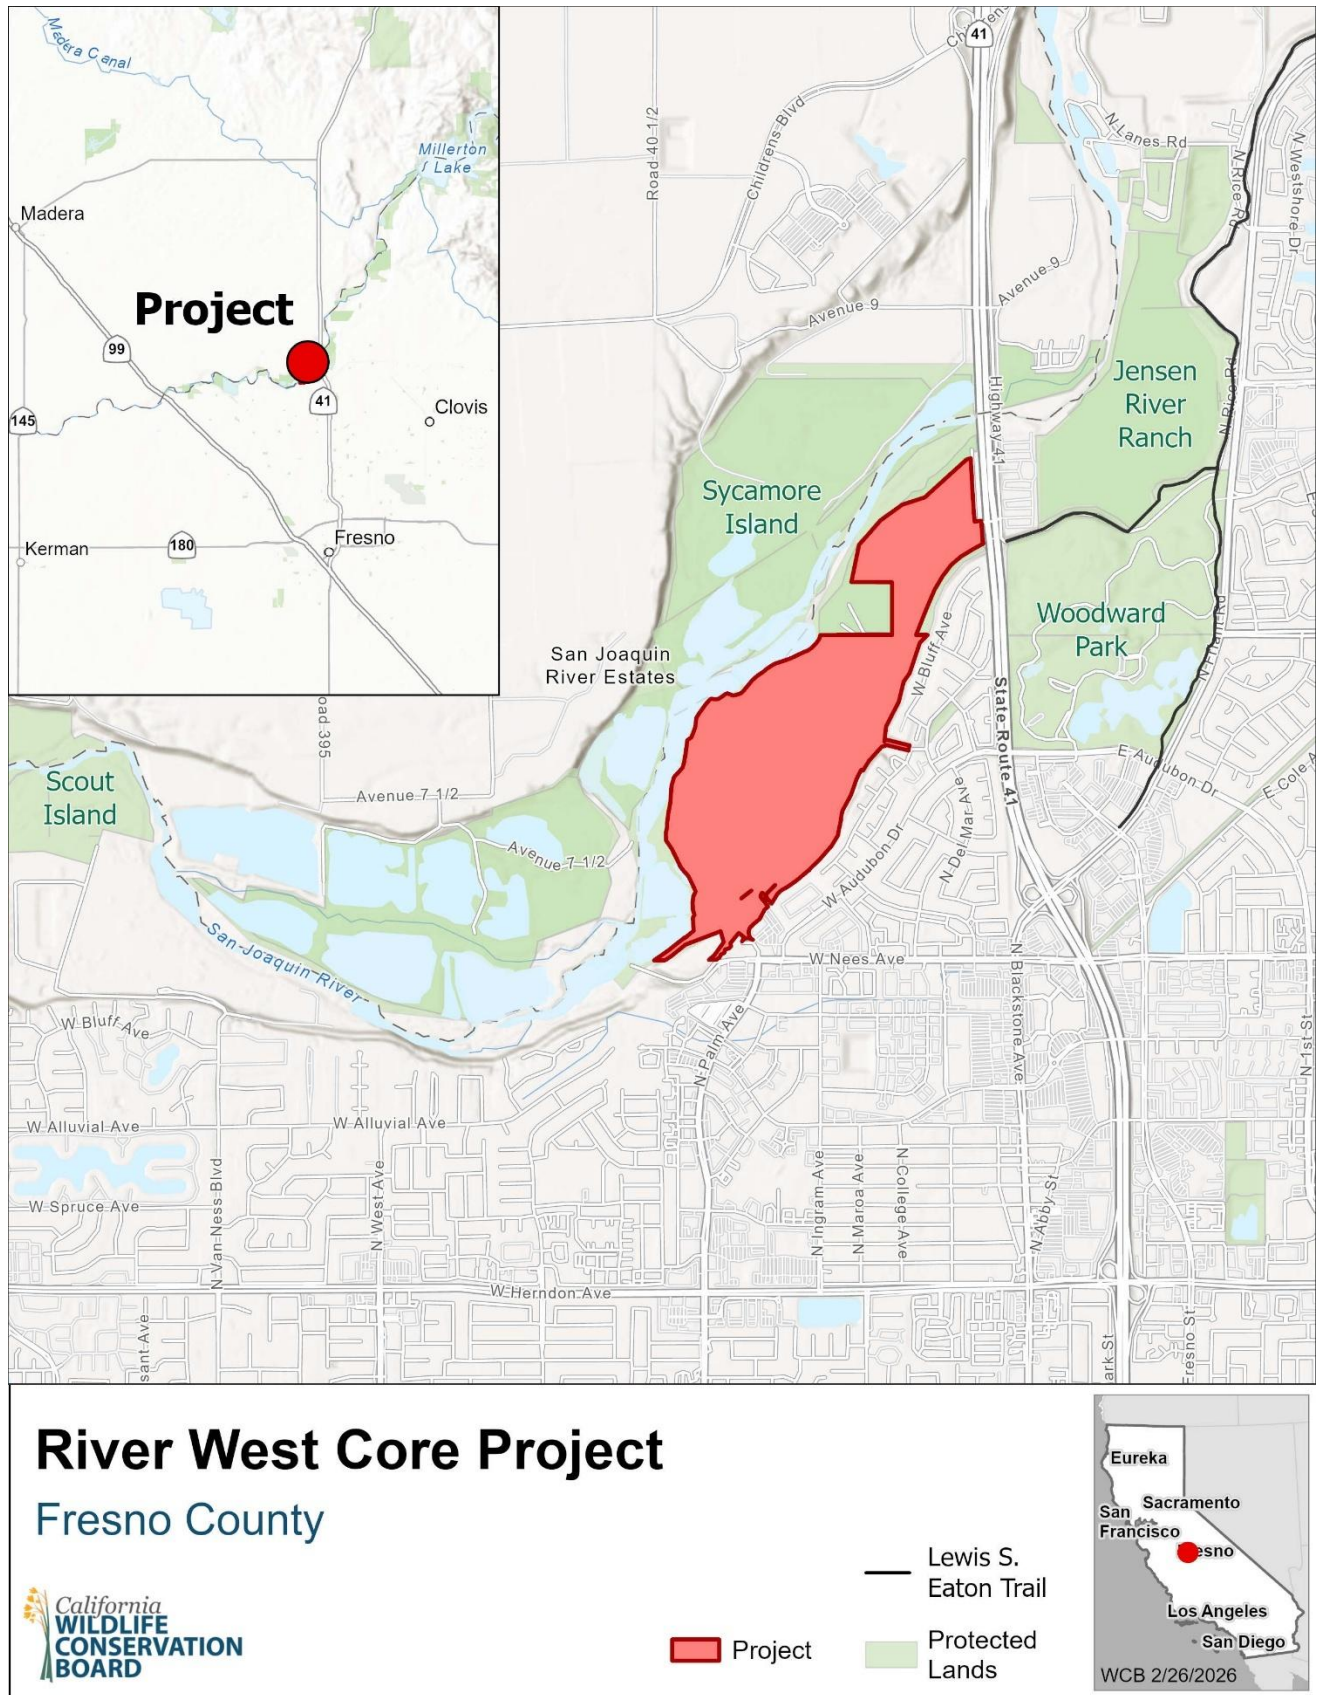 Madera Canal
Millerton
Lake
Madera
Project
99
41
145
Clovis
Fresno
Kerman
180
41
Road 40 1/2
Childrens Blvd
N Lanes Rd
N Rice Rd
N Westshore Dr
Avenue 9
Avenue 9
Highway 41
Jensen
River
Ranch
N Rice Rd
Sycamore
Island
Woodward
Park
N Friant Rd
San Joaquin
River Estates
W Bluff Ave
State Route 41
E Audubon Dr
Scout
Island
Avenue 7 1/2
Avenue 7 1/2
W Audubon Dr
N Del Mar Ave
San Joaquin River
W Nees Ave
N Blackstone Ave
N 1st St
W Bluff Ave
N Palm Ave
W Alluvial Ave
W Alluvial Ave
W Spruce Ave
N Van Ness Blvd
N West Ave
N Ingram Ave
N Maroa Ave
N College Ave
N Abby St
W Herndon Ave
River West Core Project
Fresno County
California
WILDLIFE
CONSERVATION
BOARD
Project
Lewis S.
Eaton Trail
Protected
Lands
Eureka
Sacramento
San
Francisco
esno
Los Angeles
San Diego
WCB 2/26/2026